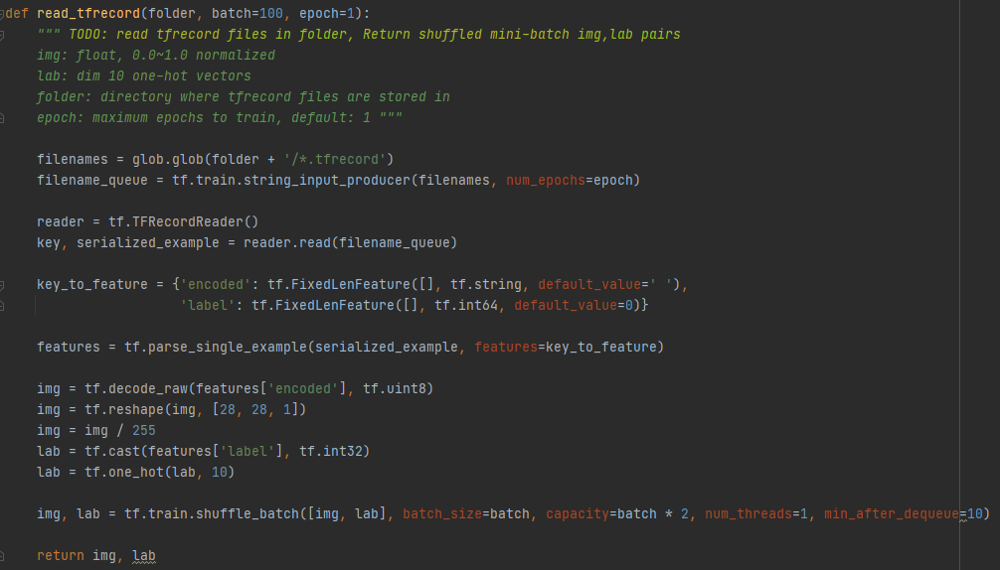 def read_tfrecord(folder, batch=100, epoch=1):
    """ TODO: read tfrecord files in folder, Return shuffled mini-batch img,lab pairs
    img: float, 0.0~1.0 normalized
    lab: dim 10 one-hot vectors
    folder: directory where tfrecord files are stored in
    epoch: maximum epochs to train, default: 1 """

    filenames = glob.glob(folder + '/*.tfrecord')
    filename_queue = tf.train.string_input_producer(filenames, num_epochs=epoch)

    reader = tf.TFRecordReader()
    key, serialized_example = reader.read(filename_queue)

    key_to_feature = {'encoded': tf.FixedLenFeature([], tf.string, default_value=' '),
                      'label': tf.FixedLenFeature([], tf.int64, default_value=0)}

    features = tf.parse_single_example(serialized_example, features=key_to_feature)

    img = tf.decode_raw(features['encoded'], tf.uint8)
    img = tf.reshape(img, [28, 28, 1])
    img = img / 255
    lab = tf.cast(features['label'], tf.int32)
    lab = tf.one_hot(lab, 10)

    img, lab = tf.train.shuffle_batch([img, lab], batch_size=batch, capacity=batch * 2, num_threads=1, min_after_dequeue=10)

    return img, lab